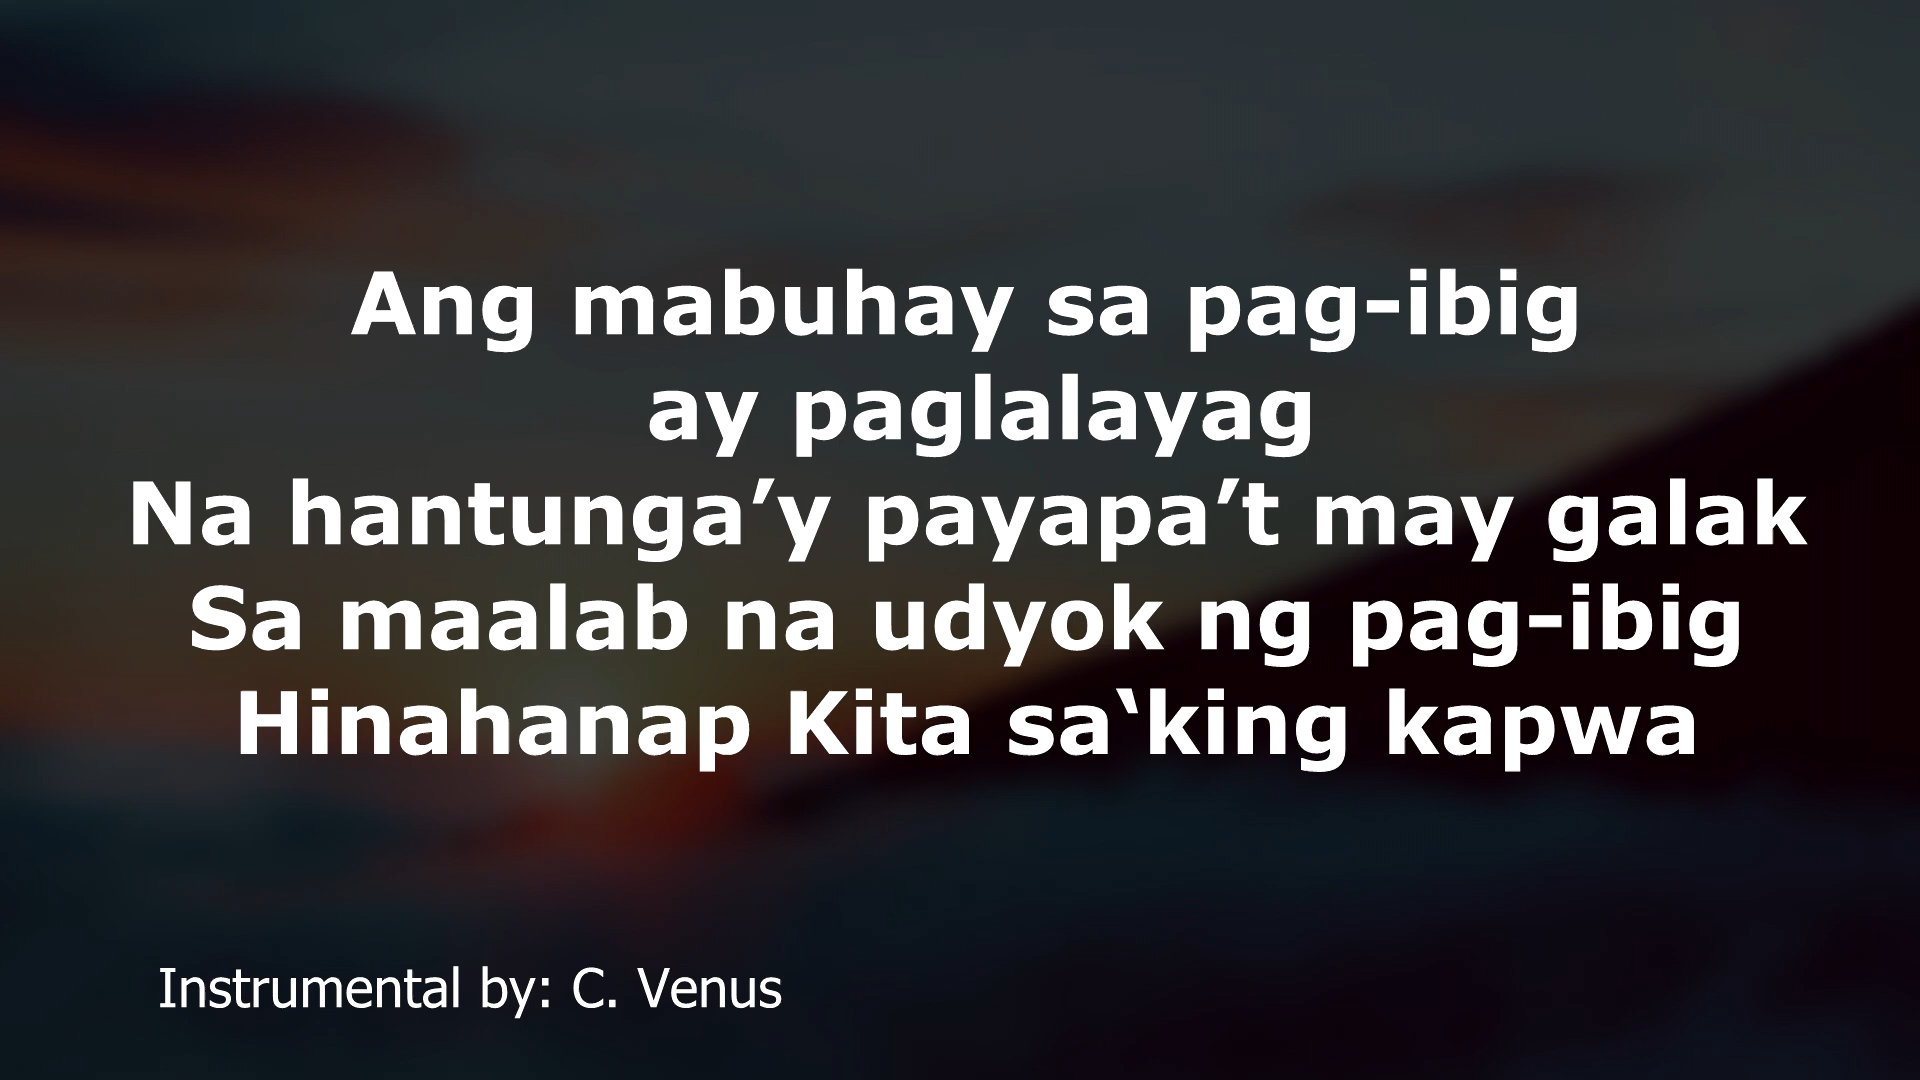 Ang mabuhay sa pag-ibig
ay paglalayag
Na hantunga’y payapa’t may galak
Sa maalab na udyok ng pag-ibig
Hinahanap Kita sa‘king kapwa
Instrumental by: C. Venus